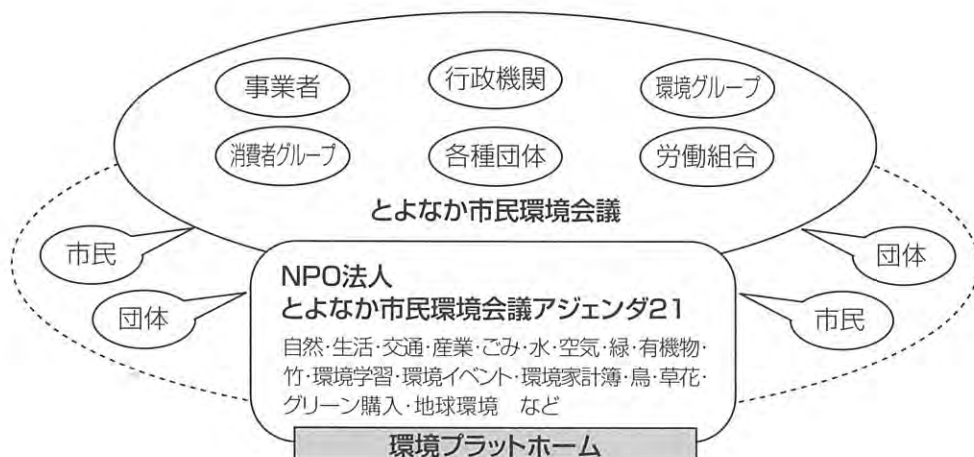 事業者
行政機関
環境グループ
消費者グループ
各種団体
労働組合
とよなか市民環境会議
市民
団体
団体
市民
NPO法人
とよなか市民環境会議アジェンダ21
自然・生活・交通・産業・ごみ・水・空気・緑・有機物・
竹・環境学習・環境イベント・環境家計簿・鳥・草花・
グリーン購入・地球環境　など
環境プラットホーム